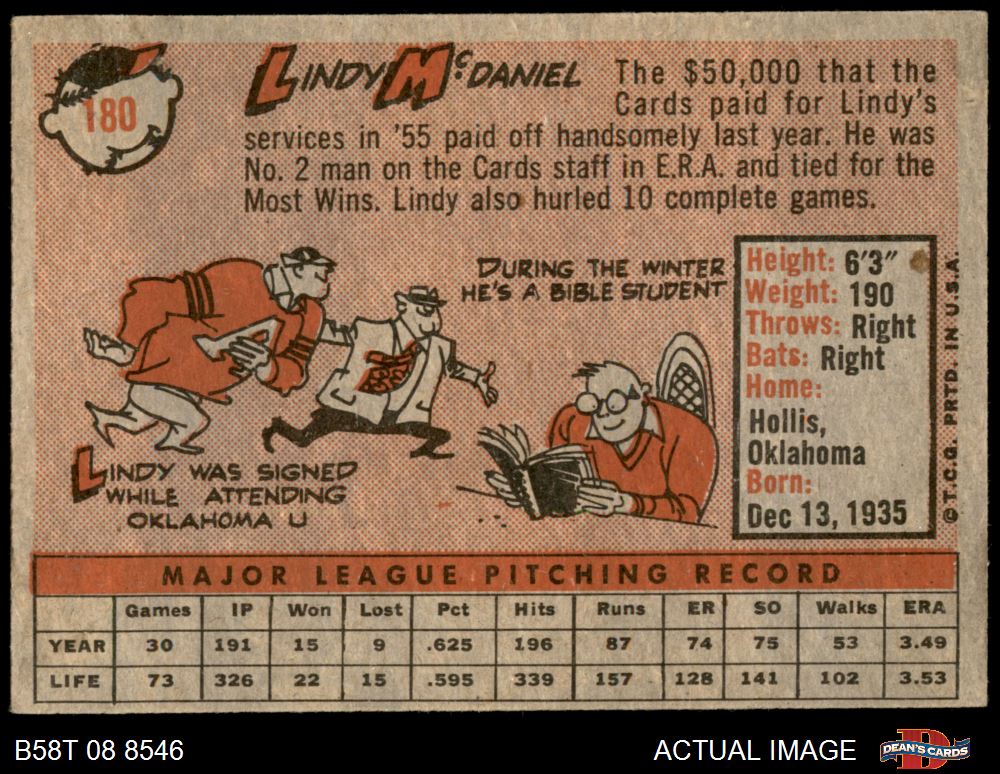 180
LINDY McDANIEL
The $50,000 that the
Cards paid for Lindy's
services in '55 paid off handsomely last year. He was
No. 2 man on the Cards staff in E.R.A. and tied for the
Most Wins. Lindy also hurled 10 complete games.
DURING THE WINTER
HE'S A BIBLE STUDENT
LINDY WAS SIGNED
WHILE ATTENDING
OKLAHOMA U
Height: 6'3"
Weight: 190
Throws: Right
Bats: Right
Home:
Hollis,
Oklahoma
Born:
Dec 13, 1935
©T.C.G. PRTD. IN U.S.A.
MAJOR LEAGUE PITCHING RECORD
Games IP Won Lost Pct Hits Runs ER SO Walks ERA
YEAR 30 191 15 9 .625 196 87 74 75 53 3.49
LIFE 73 326 22 15 .595 339 157 128 141 102 3.53
B58T 08 8546
ACTUAL IMAGE
DEAN'S CARDS